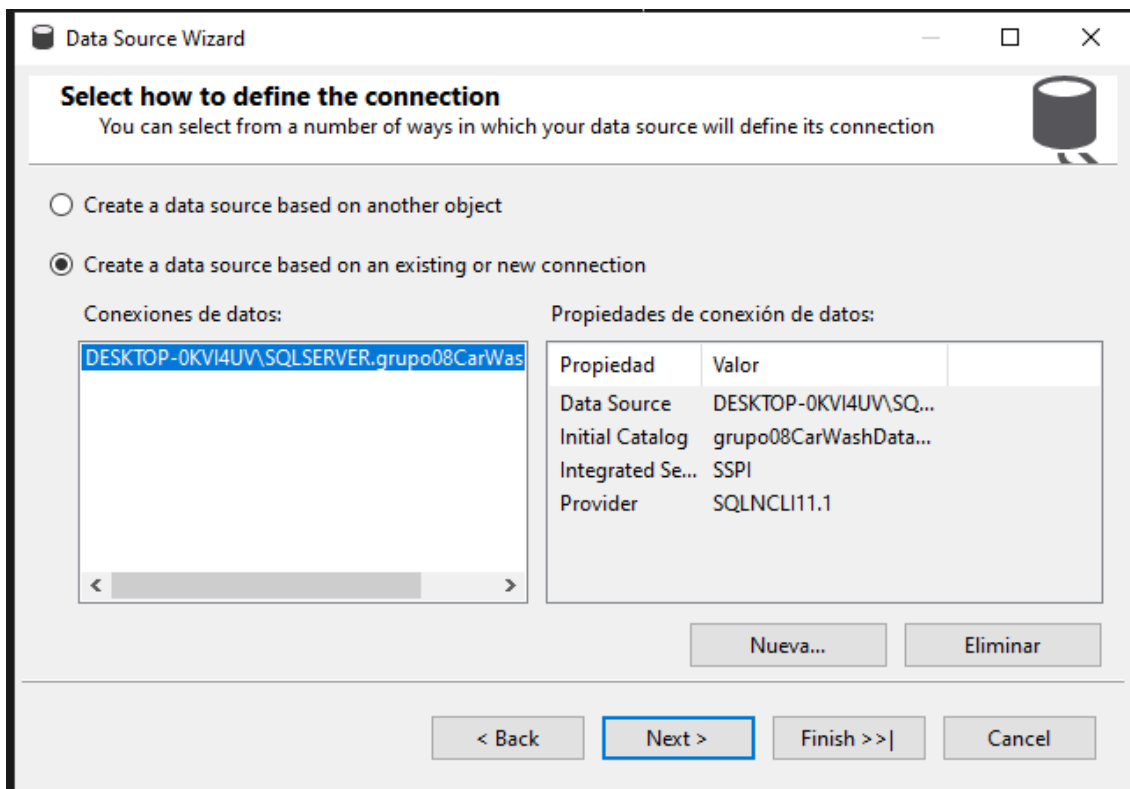 Data Source Wizard
Select how to define the connection
You can select from a number of ways in which your data source will define its connection
Create a data source based on another object
Create a data source based on an existing or new connection
Conexiones de datos:
DESKTOP-0KVI4UV\SQLSERVER.grupo08CarWas
Propiedades de conexión de datos:
Propiedad Valor
Data Source DESKTOP-0KVI4UV\SQ...
Initial Catalog grupo08CarWashData...
Integrated Se... SSPI
Provider SQLNCLI11.1
Nueva... Eliminar
< Back Next > Finish >>| Cancel